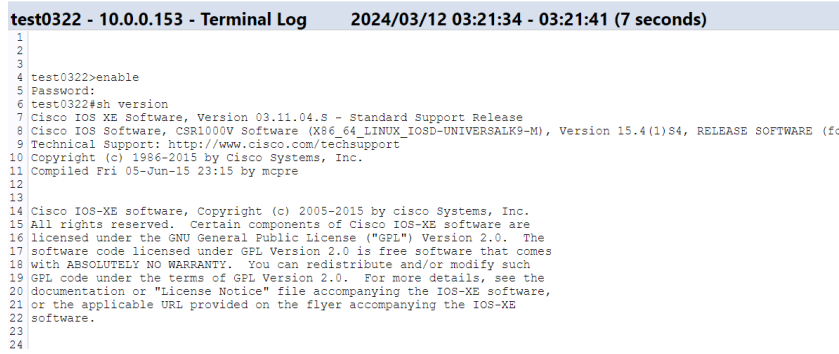 test0322 - 10.0.0.153 - Terminal Log 2024/03/12 03:21:34 - 03:21:41 (7 seconds)
1
2
3
4 test0322>enable
5 Password:
6 test0322#sh version
7 Cisco IOS XE Software, Version 03.11.04.S - Standard Support Release
8 Cisco IOS Software, CSR1000V Software (X86_64_LINUX_IOSD-UNIVERSALK9-M), Version 15.4(1)S4, RELEASE SOFTWARE (fc
9 Technical Support: http://www.cisco.com/techsupport
10 Copyright (c) 1986-2015 by Cisco Systems, Inc.
11 Compiled Fri 05-Jun-15 23:15 by mcpre
12
13
14 Cisco IOS-XE software, Copyright (c) 2005-2015 by cisco Systems, Inc.
15 All rights reserved.  Certain components of Cisco IOS-XE software are
16 licensed under the GNU General Public License ("GPL") Version 2.0.  The
17 software code licensed under GPL Version 2.0 is free software that comes
18 with ABSOLUTELY NO WARRANTY.  You can redistribute and/or modify such
19 GPL code under the terms of GPL Version 2.0.  For more details, see the
20 documentation or "License Notice" file accompanying the IOS-XE software,
21 or the applicable URL provided on the flyer accompanying the IOS-XE
22 software.
23
24